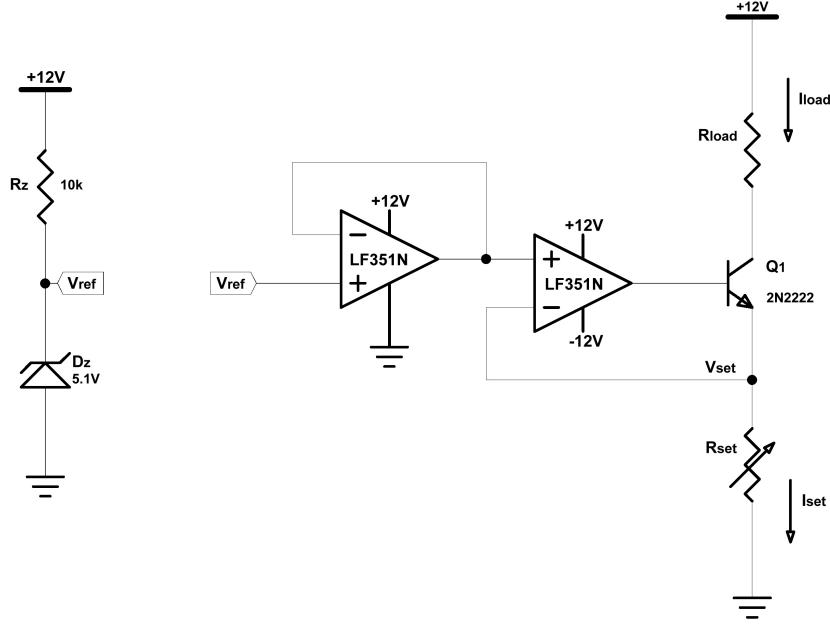 +12V
Rz 10k
Vref
Dz
5.1V
Vref
+12V
−
LF351N
+
+12V
+
LF351N
−
-12V
+12V
Iload
Rload
Q1
2N2222
Vset
Rset
Iset